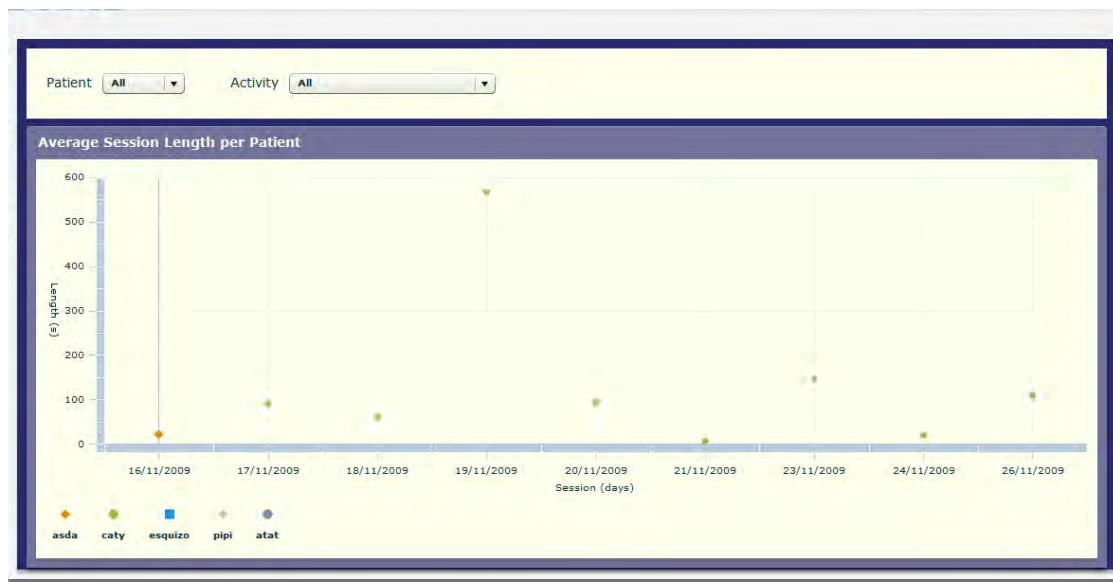 Patient All Activity All
Average Session Length per Patient
600
500
400
300
200
100
0
Length (s)
16/11/2009 17/11/2009 18/11/2009 19/11/2009 20/11/2009 21/11/2009 23/11/2009 24/11/2009 26/11/2009
Session (days)
asda caty esquizo pipi atat